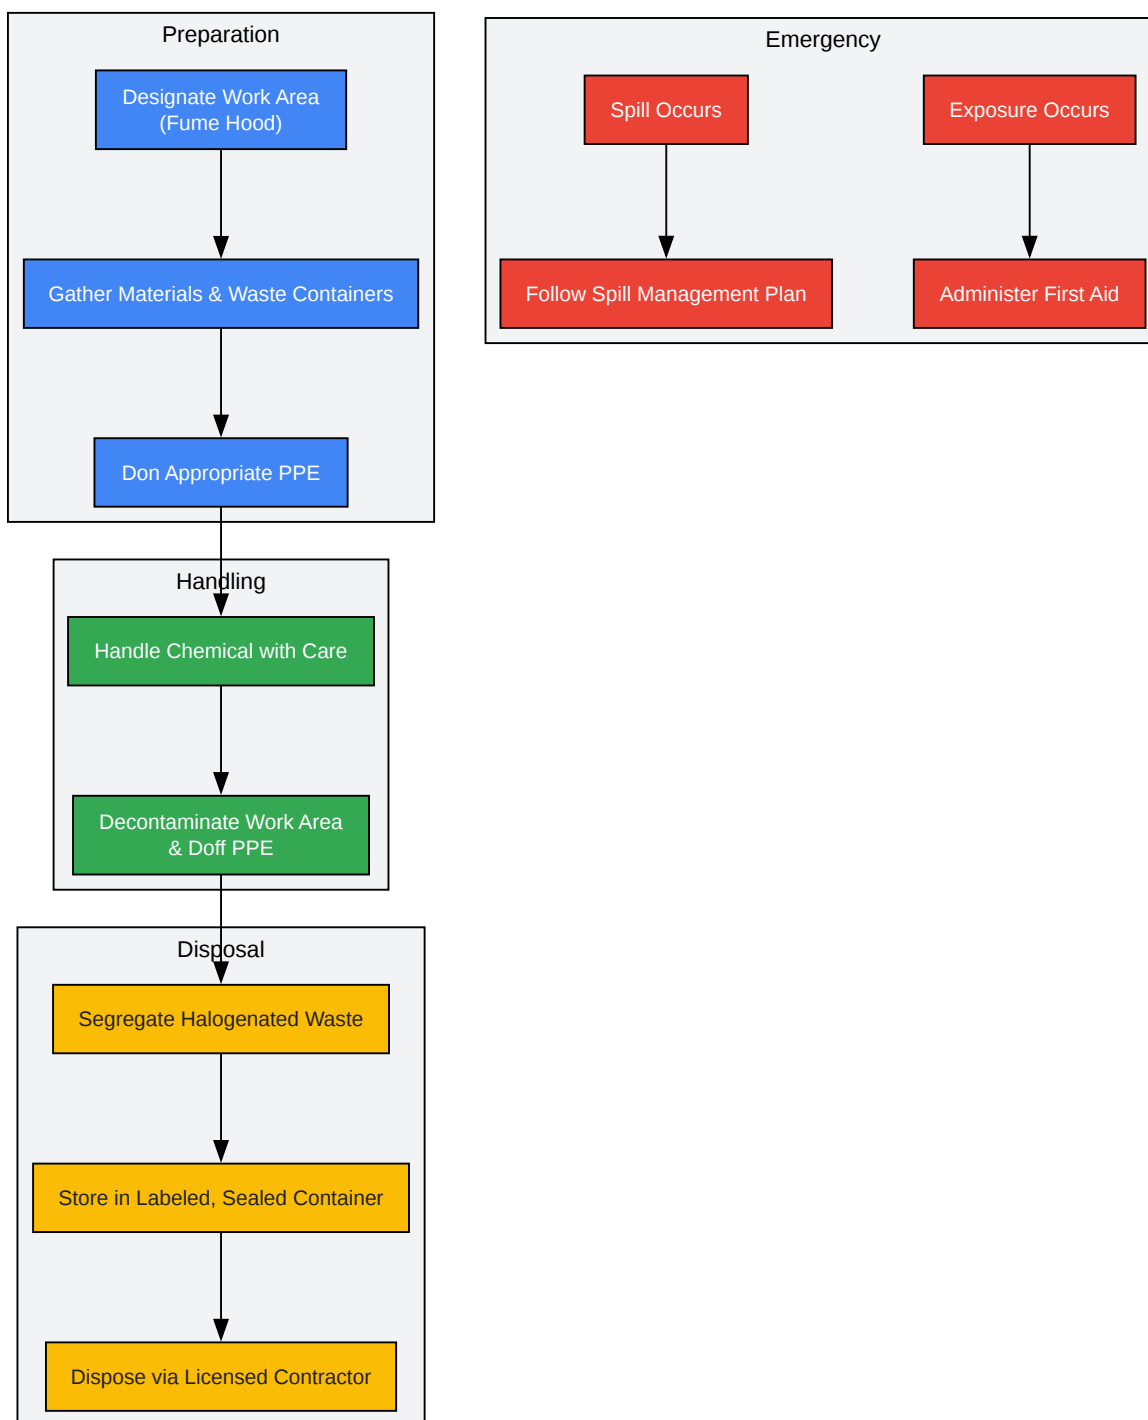 Preparation
Designate Work Area
(Fume Hood)
Gather Materials & Waste Containers
Don Appropriate PPE
Handling
Handle Chemical with Care
Decontaminate Work Area
& Doff PPE
Disposal
Segregate Halogenated Waste
Store in Labeled, Sealed Container
Dispose via Licensed Contractor
Emergency
Spill Occurs
Follow Spill Management Plan
Exposure Occurs
Administer First Aid